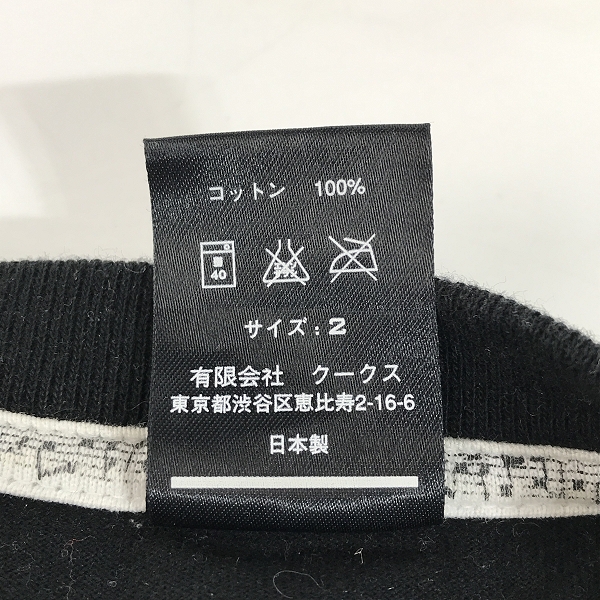 コットン 100%
40
サイズ:2
有限会社 クークス
東京都渋谷区恵比寿2-16-6
日本製